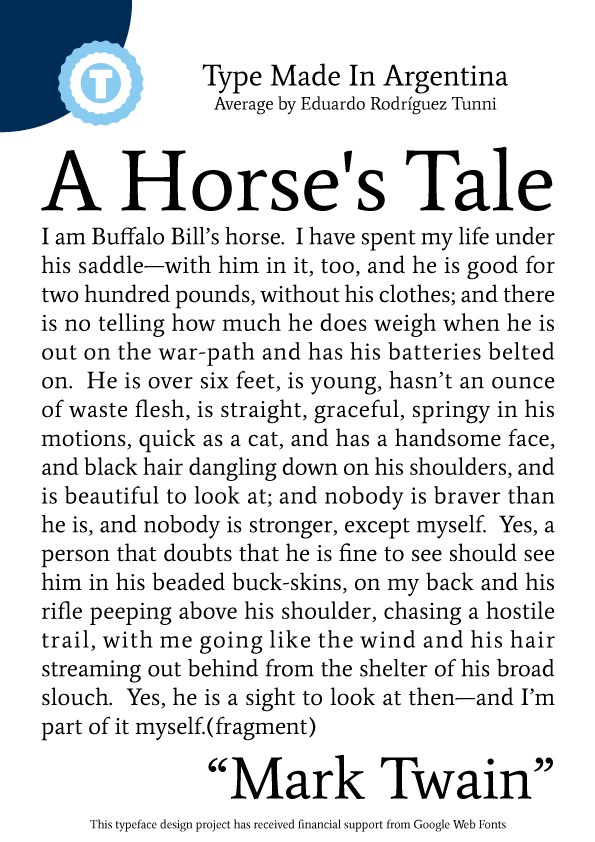 T
Type Made In Argentina
Average by Eduardo Rodríguez Tunni
A Horse's Tale
I am Buffalo Bill’s horse.  I have spent my life under
his saddle—with him in it, too, and he is good for
two hundred pounds, without his clothes; and there
is no telling how much he does weigh when he is
out on the war-path and has his batteries belted
on.  He is over six feet, is young, hasn’t an ounce
of waste flesh, is straight, graceful, springy in his
motions, quick as a cat, and has a handsome face,
and black hair dangling down on his shoulders, and
is beautiful to look at; and nobody is braver than
he is, and nobody is stronger, except myself.  Yes, a
person that doubts that he is fine to see should see
him in his beaded buck-skins, on my back and his
rifle peeping above his shoulder, chasing a hostile
trail, with me going like the wind and his hair
streaming out behind from the shelter of his broad
slouch.  Yes, he is a sight to look at then—and I’m
part of it myself.(fragment)
“Mark Twain”
This typeface design project has received financial support from Google Web Fonts